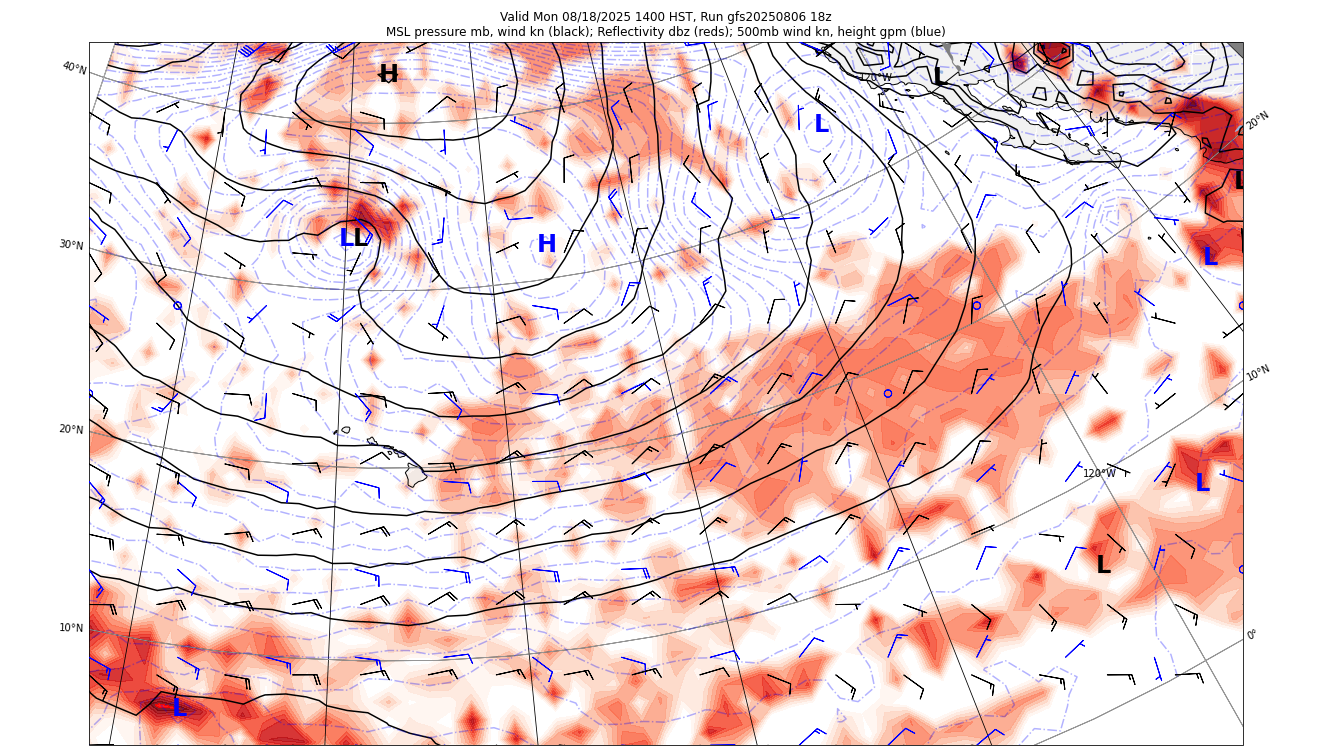 Valid Mon 08/18/2025 1400 HST, Run gfs20250806 18z
MSL pressure mb, wind kn (black); Reflectivity dbz (reds); 500mb wind kn, height gpm (blue)
40°N
H
120°W
L
L
20°N
L
30°N
LL
H
L
10°N
20°N
120°W
L
L
10°N
0°
L